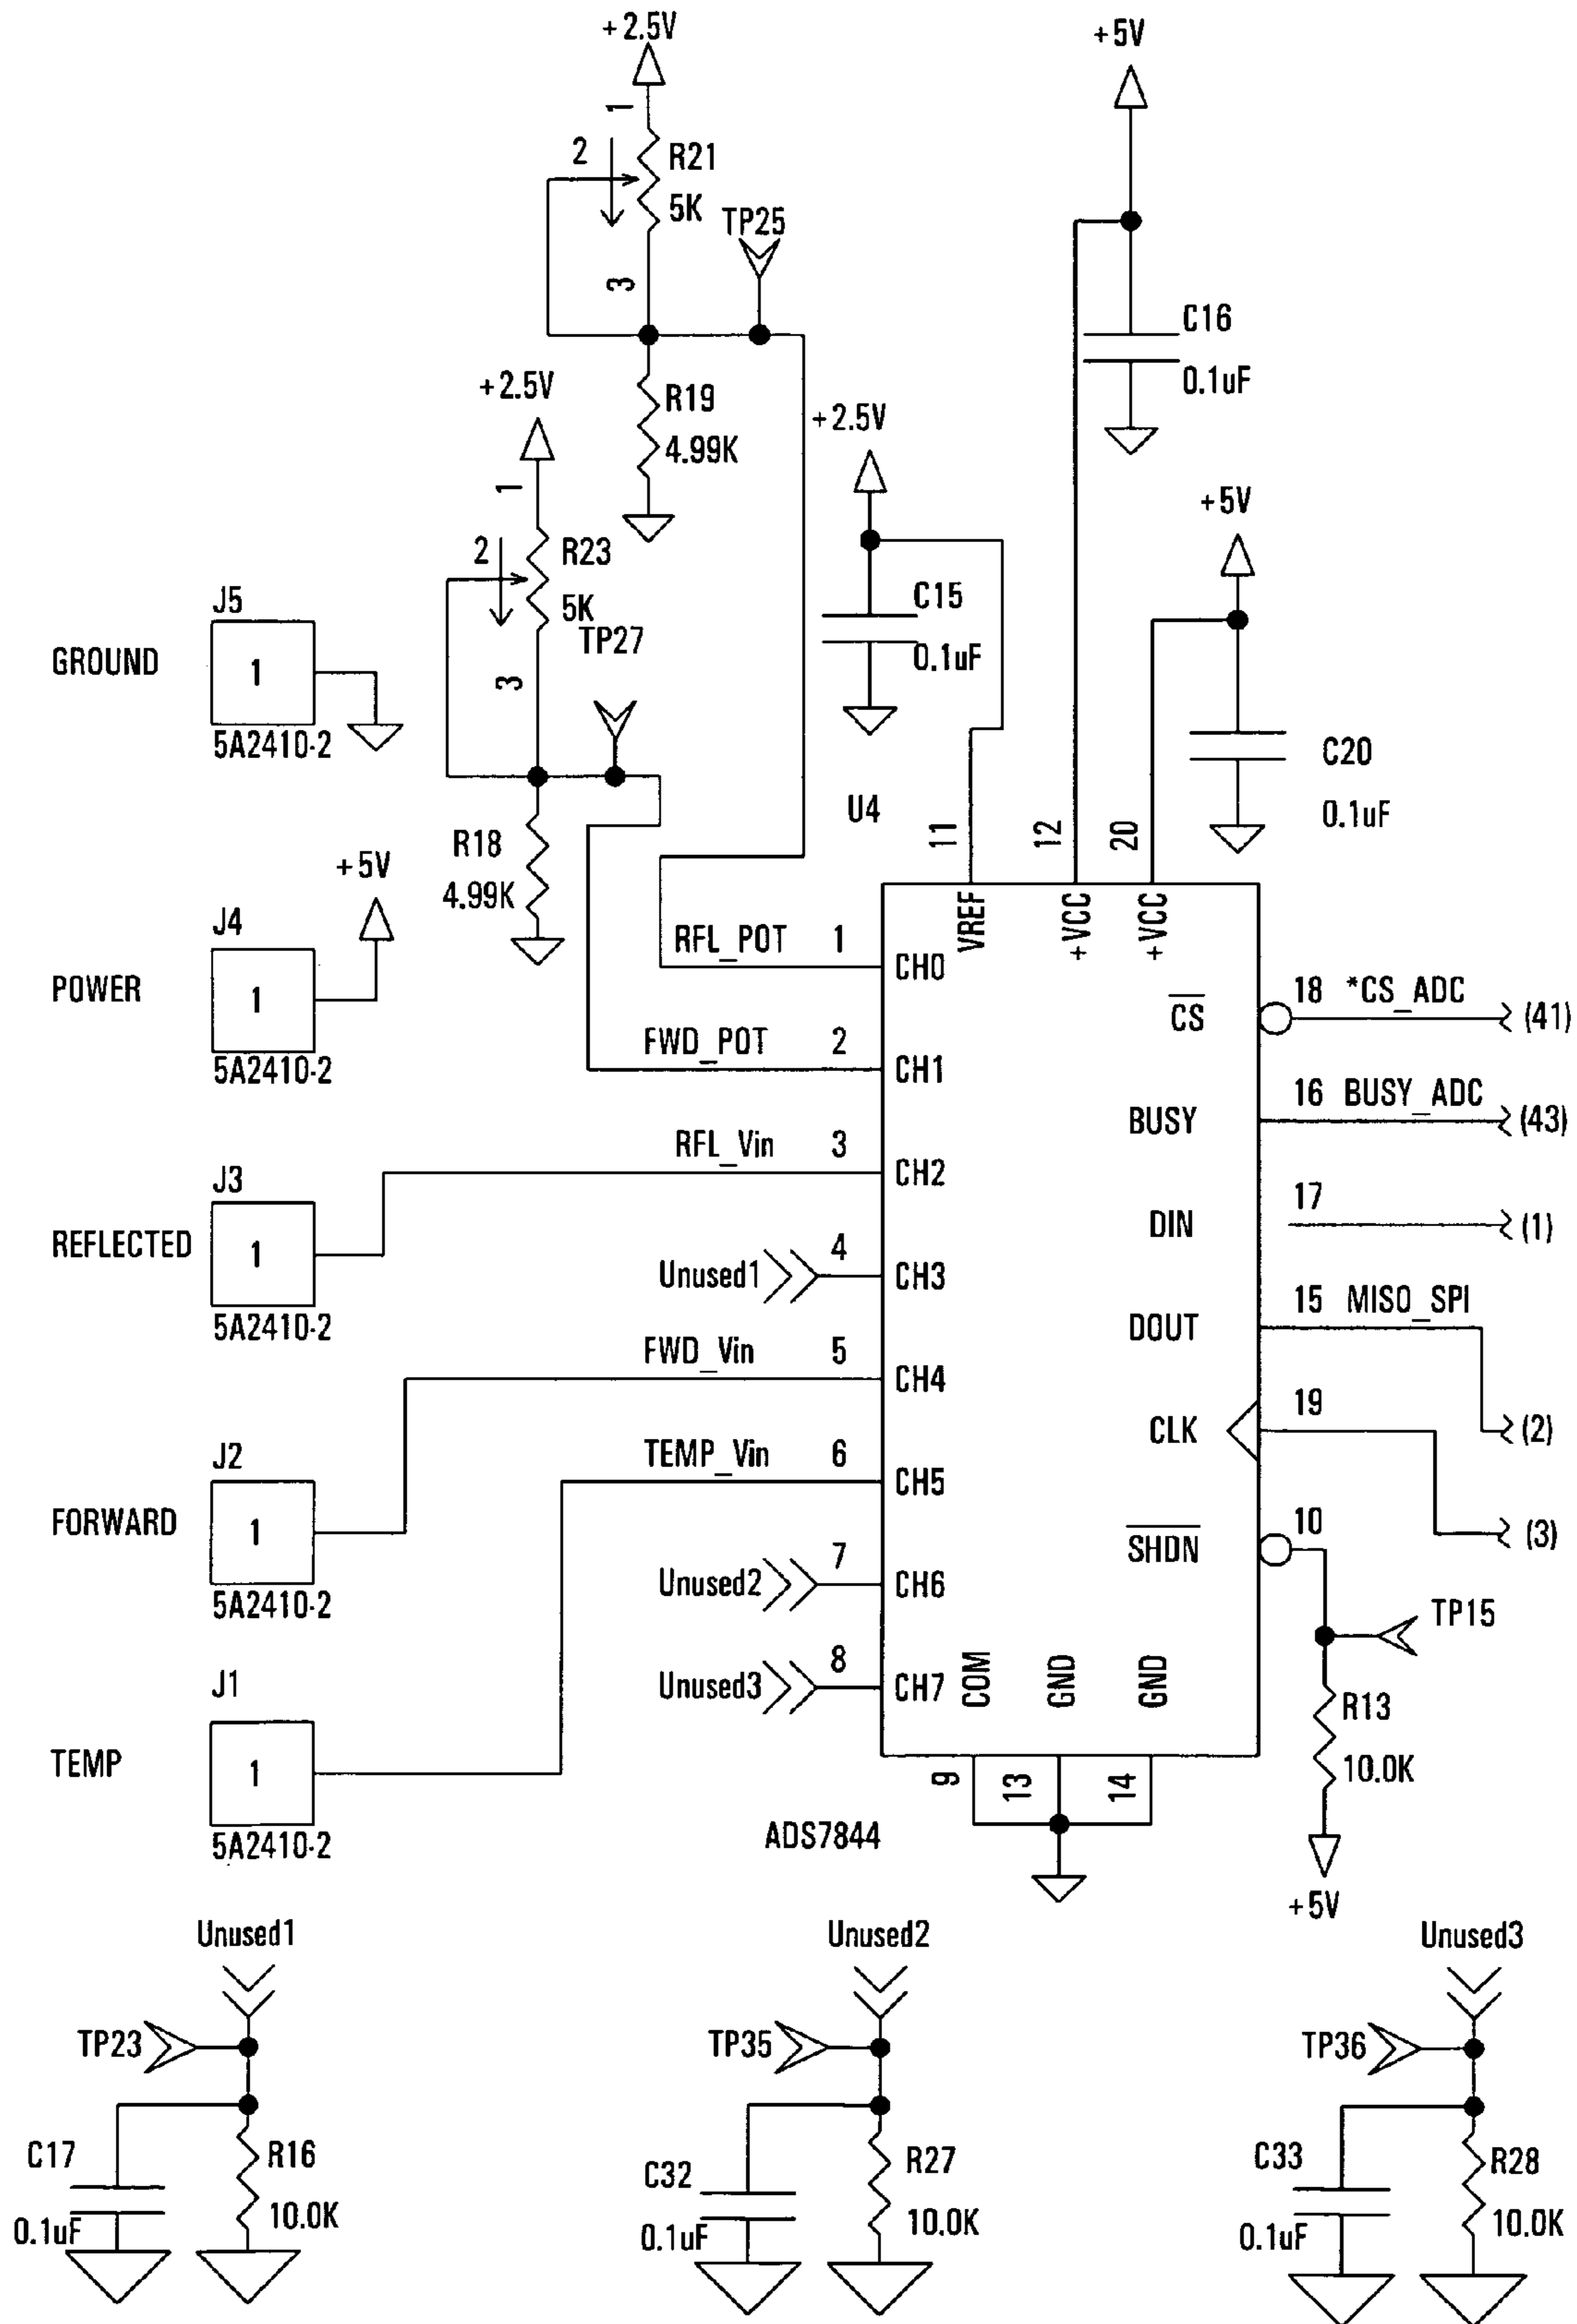 +2.5V
+5V
1
2
R21
5K
TP25
3
C16
0.1uF
+2.5V
R19
4.99K
+2.5V
1
+5V
2
R23
5K
TP27
C15
0.1uF
J5
GROUND
1
5A2410-2
3
C20
0.1uF
U4
11
12
20
R18
4.99K
+5V
J4
POWER
1
5A2410-2
VREF
+VCC
+VCC
RFL_POT
1
CH0
FWD_POT
2
CH1
RFL_Vin
3
CH2
J3
REFLECTED
1
5A2410-2
Unused1
4
CH3
FWD_Vin
5
CH4
J2
FORWARD
1
5A2410-2
TEMP_Vin
6
CH5
Unused2
7
CH6
Unused3
8
CH7
J1
TEMP
1
5A2410-2
CS
18 *CS_ADC
(41)
BUSY
16 BUSY_ADC
(43)
DIN
17
(1)
DOUT
15 MISO_SPI
(2)
CLK
19
(3)
SHDN
10
TP15
R13
10.0K
+5V
COM
GND
GND
9
13
14
ADS7844
Unused1
TP23
C17
0.1uF
R16
10.0K
Unused2
TP35
C32
0.1uF
R27
10.0K
Unused3
TP36
C33
0.1uF
R28
10.0K